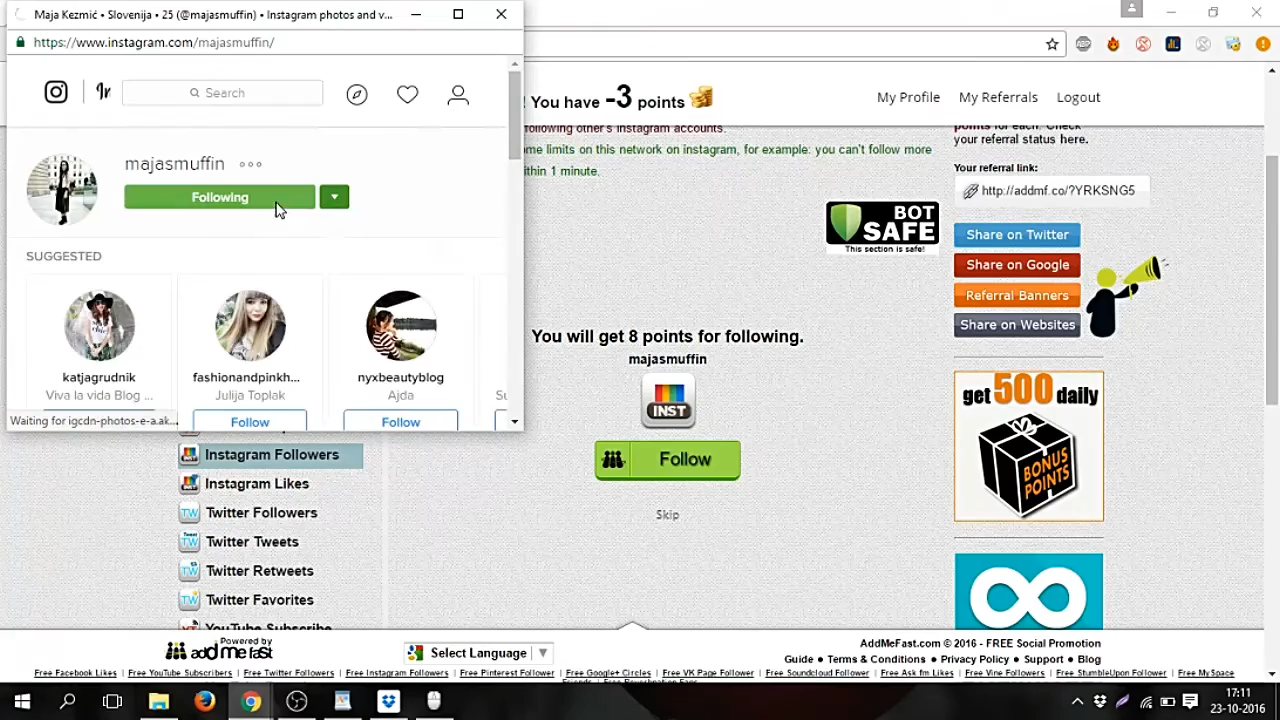 Maja Kezmić • Slovenija • 25 (@majasmuffin) • Instagram photos and v...
https://www.instagram.com/majasmuffin/
Search
majasmuffin
Following
SUGGESTED
katjagrudnik
Viva la vida Blog ...
fashionandpinkh...
Julija Toplak
Follow
nyxbeautyblog
Ajda
Follow
Waiting for igcdn-photos-e-a.ak...
! You have -3 points
My Profile
My Referrals
Logout
following other's instagram accounts.
ome limits on this network on instagram, for example: you can't follow more
ithin 1 minute.
BOT
SAFE
This section is safe!
You will get 8 points for following.
majasmuffin
INST
Follow
Skip
points for each. Check
your referral status here.
Your referral link:
http://addmf.co/?YRKSNG5
Share on Twitter
Share on Google
Referral Banners
Share on Websites
get 500 daily
BONUS
POINTS
Instagram Followers
Instagram Likes
Twitter Followers
Twitter Tweets
Twitter Retweets
Twitter Favorites
YouTube Subscribe
Powered by
addmefast
Select Language
AddMeFast.com © 2016 - FREE Social Promotion
Guide • Terms & Conditions • Privacy Policy • Support • Blog
Free Facebook Likes | Free YouTube Subscribers | Free Twitter Followers | Free Instagram Followers | Free Pinterest Follower | Free Google+ Circles | Free VK Page Follower | Free Soundcloud Follower | Free Ask fm Likes | Free Vine Followers | Free StumbleUpon Follower | Free My Space
17:11
23-10-2016